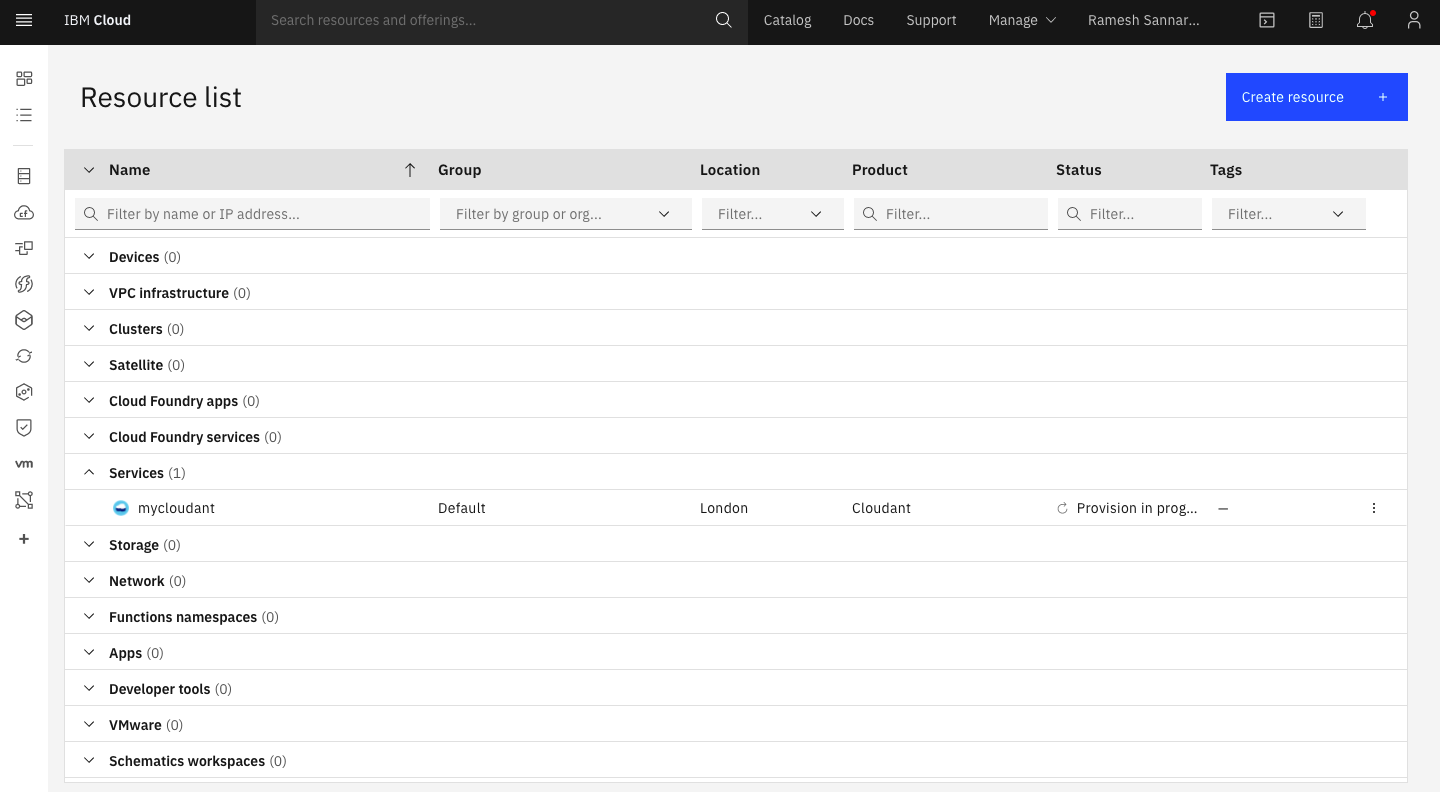 IBM Cloud
Search resources and offerings...
Catalog Docs Support Manage Ramesh Sannar...
Resource list
Create resource +
Name Group Location Product Status Tags
Filter by name or IP address... Filter by group or org... Filter... Filter... Filter... Filter...
Devices (0)
VPC infrastructure (0)
Clusters (0)
Satellite (0)
Cloud Foundry apps (0)
Cloud Foundry services (0)
Services (1)
mycloudant Default London Cloudant Provision in prog... —
Storage (0)
Network (0)
Functions namespaces (0)
Apps (0)
Developer tools (0)
VMware (0)
Schematics workspaces (0)
cf
vm